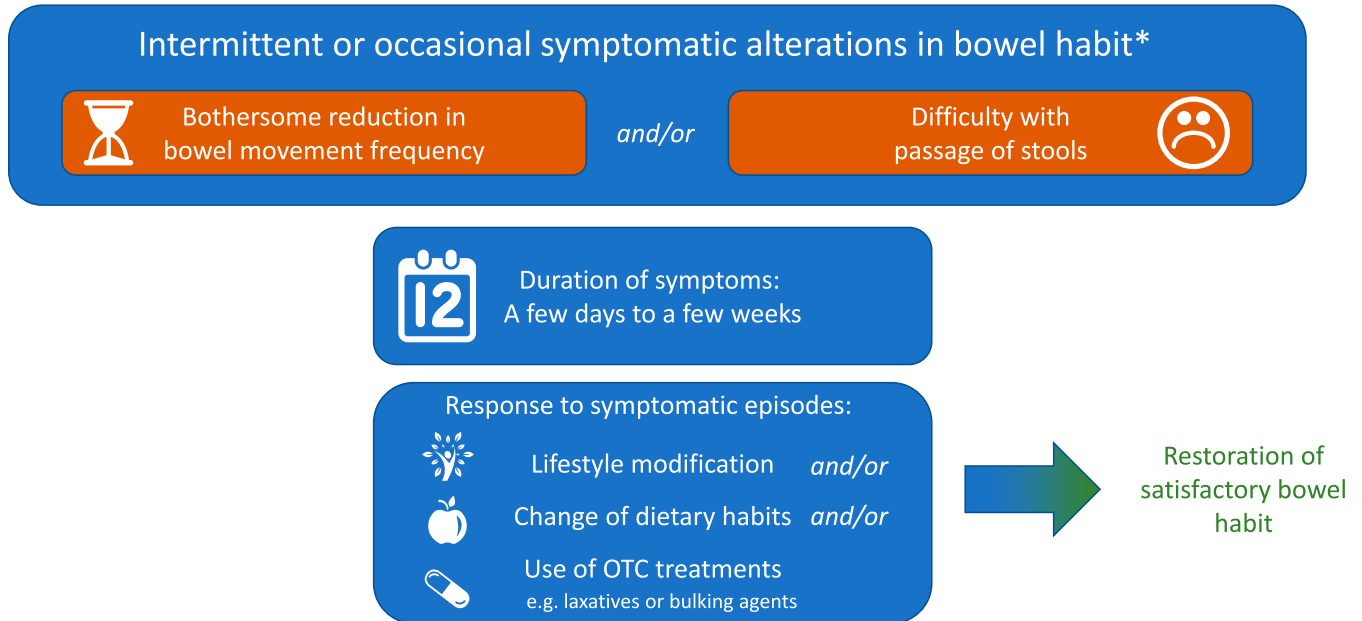 Intermittent or occasional symptomatic alterations in bowel habit*
Bothersome reduction in
bowel movement frequency
and/or
Difficulty with
passage of stools
12
Duration of symptoms:
A few days to a few weeks
Response to symptomatic episodes:
Lifestyle modification and/or
Change of dietary habits and/or
Use of OTC treatments
e.g. laxatives or bulking agents
Restoration of
satisfactory bowel
habit